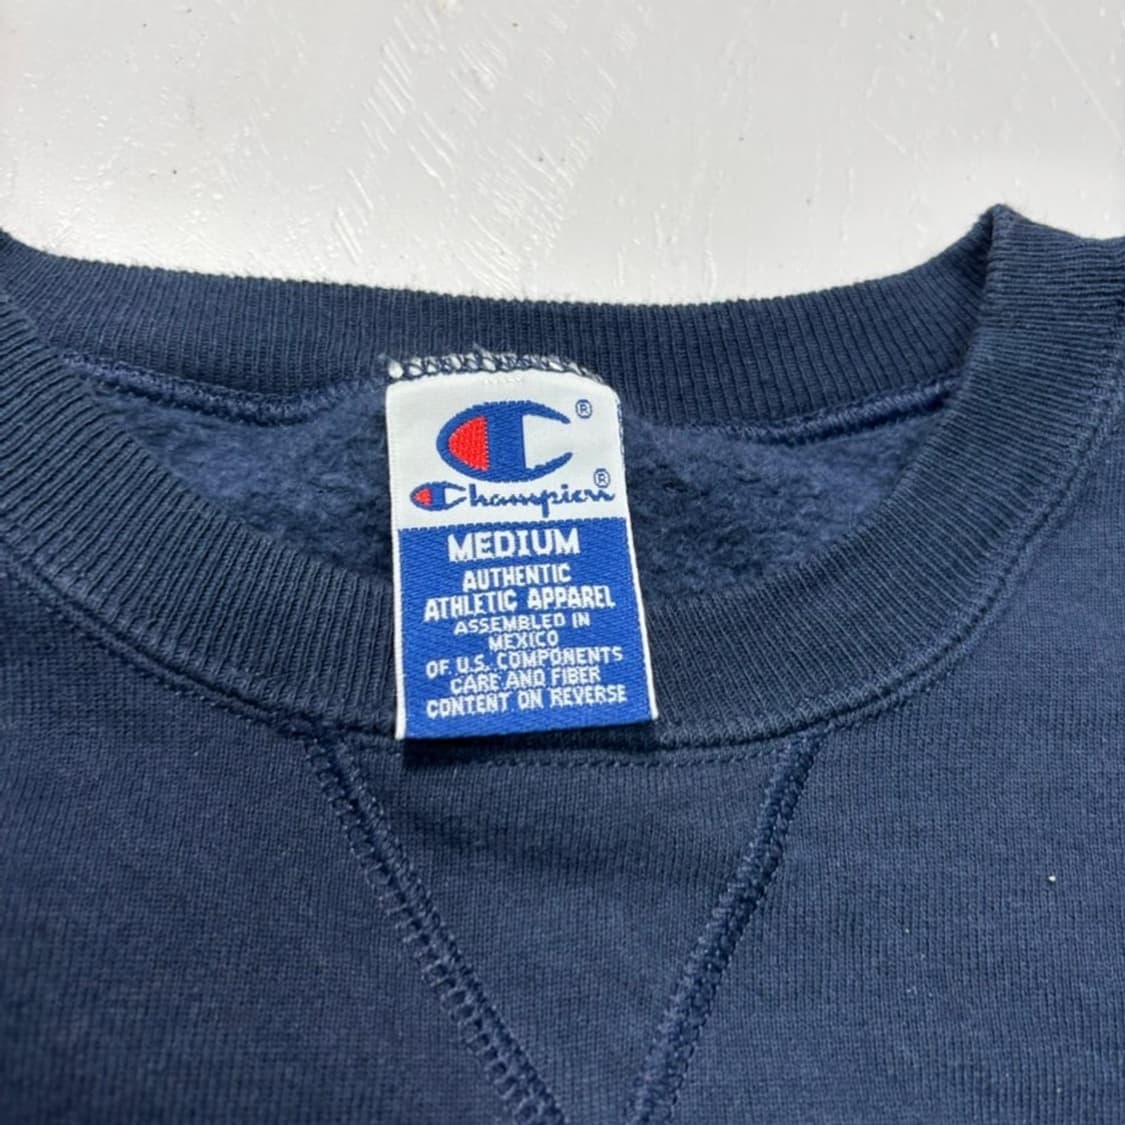 Champion
MEDIUM
AUTHENTIC
ATHLETIC APPAREL
ASSEMBLED IN
MEXICO
OF U.S. COMPONENTS
CARE AND FIBER
CONTENT ON REVERSE